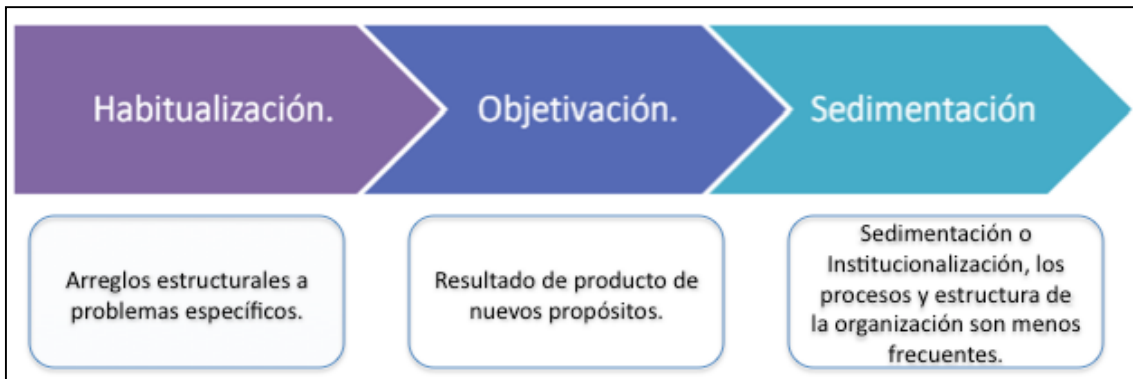 Habitualización.
Objetivación.
Sedimentación
Arreglos estructurales a
problemas específicos.
Resultado de producto de
nuevos propósitos.
Sedimentación o
Institucionalización, los
procesos y estructura de
la organización son menos
frecuentes.